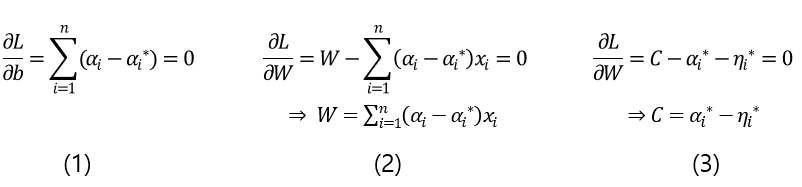 ∂L/∂b = ∑_{i=1}^{n} (α_i − α_i*) = 0
∂L/∂W = W − ∑_{i=1}^{n} (α_i − α_i*)x_i = 0
⇒ W = ∑_{i=1}^{n}(α_i − α_i*)x_i
∂L/∂W = C − α_i* − η_i* = 0
⇒ C = α_i* − η_i*
(1)
(2)
(3)